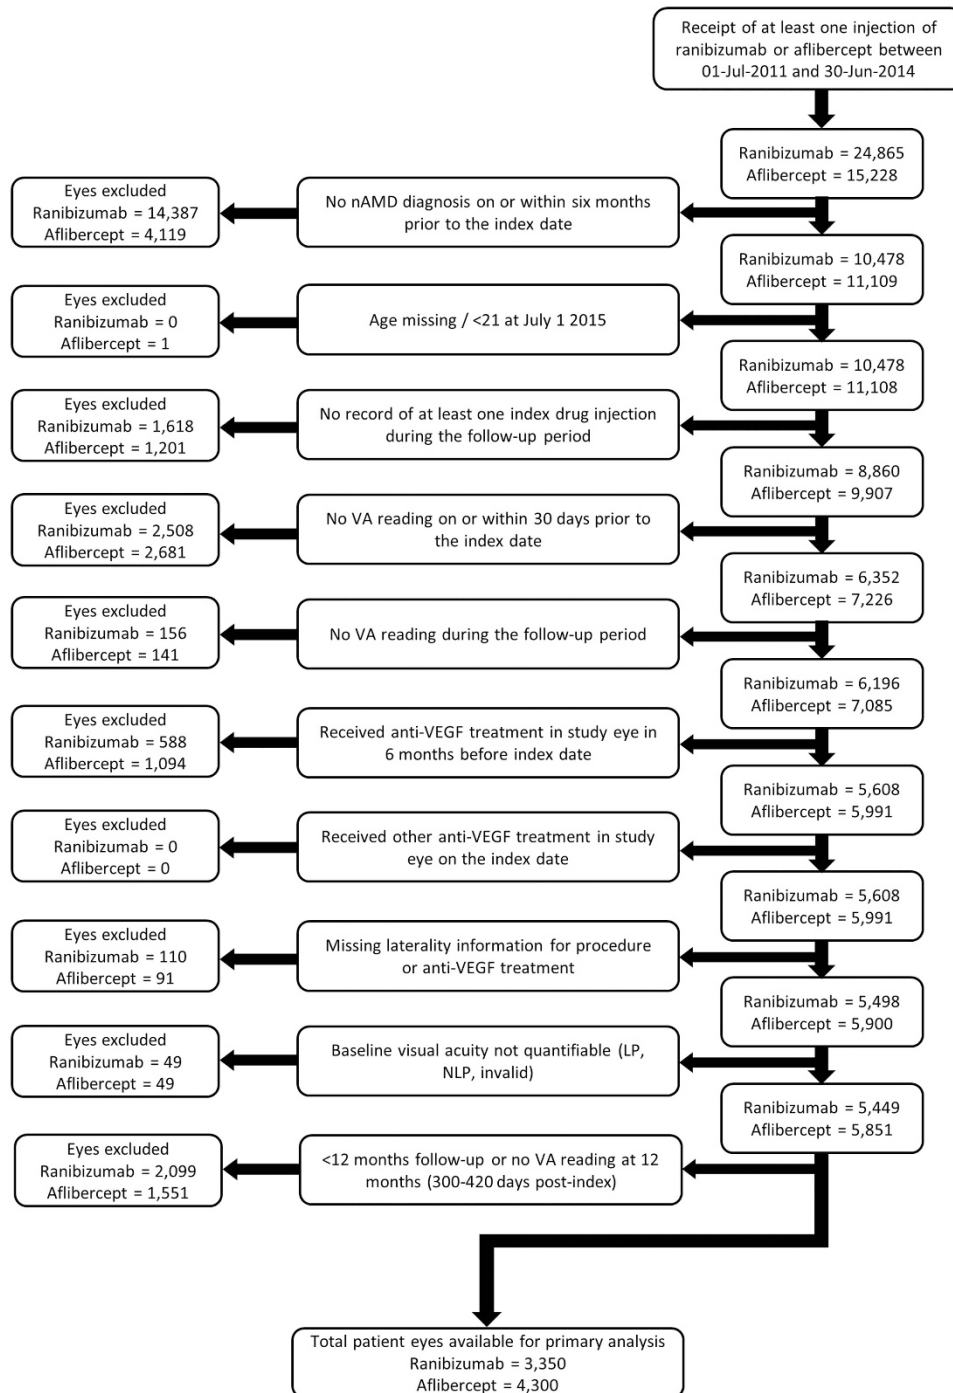 Receipt of at least one injection of
ranibizumab or aflibercept between
01-Jul-2011 and 30-Jun-2014
Ranibizumab = 24,865
Aflibercept = 15,228
Eyes excluded
Ranibizumab = 14,387
Aflibercept = 4,119
No nAMD diagnosis on or within six months
prior to the index date
Ranibizumab = 10,478
Aflibercept = 11,109
Eyes excluded
Ranibizumab = 0
Aflibercept = 1
Age missing / <21 at July 1 2015
Ranibizumab = 10,478
Aflibercept = 11,108
Eyes excluded
Ranibizumab = 1,618
Aflibercept = 1,201
No record of at least one index drug injection
during the follow-up period
Ranibizumab = 8,860
Aflibercept = 9,907
Eyes excluded
Ranibizumab = 2,508
Aflibercept = 2,681
No VA reading on or within 30 days prior to
the index date
Ranibizumab = 6,352
Aflibercept = 7,226
Eyes excluded
Ranibizumab = 156
Aflibercept = 141
No VA reading during the follow-up period
Ranibizumab = 6,196
Aflibercept = 7,085
Eyes excluded
Ranibizumab = 588
Aflibercept = 1,094
Received anti-VEGF treatment in study eye in
6 months before index date
Ranibizumab = 5,608
Aflibercept = 5,991
Eyes excluded
Ranibizumab = 0
Aflibercept = 0
Received other anti-VEGF treatment in study
eye on the index date
Ranibizumab = 5,608
Aflibercept = 5,991
Eyes excluded
Ranibizumab = 110
Aflibercept = 91
Missing laterality information for procedure
or anti-VEGF treatment
Ranibizumab = 5,498
Aflibercept = 5,900
Eyes excluded
Ranibizumab = 49
Aflibercept = 49
Baseline visual acuity not quantifiable (LP,
NLP, invalid)
Ranibizumab = 5,449
Aflibercept = 5,851
Eyes excluded
Ranibizumab = 2,099
Aflibercept = 1,551
<12 months follow-up or no VA reading at 12
months (300-420 days post-index)
Total patient eyes available for primary analysis
Ranibizumab = 3,350
Aflibercept = 4,300